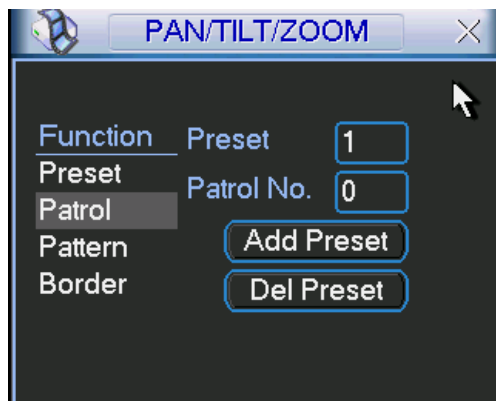 PAN/TILT/ZOOM
Function
Preset
Patrol
Pattern
Border
Preset 1
Patrol No. 0
Add Preset
Del Preset